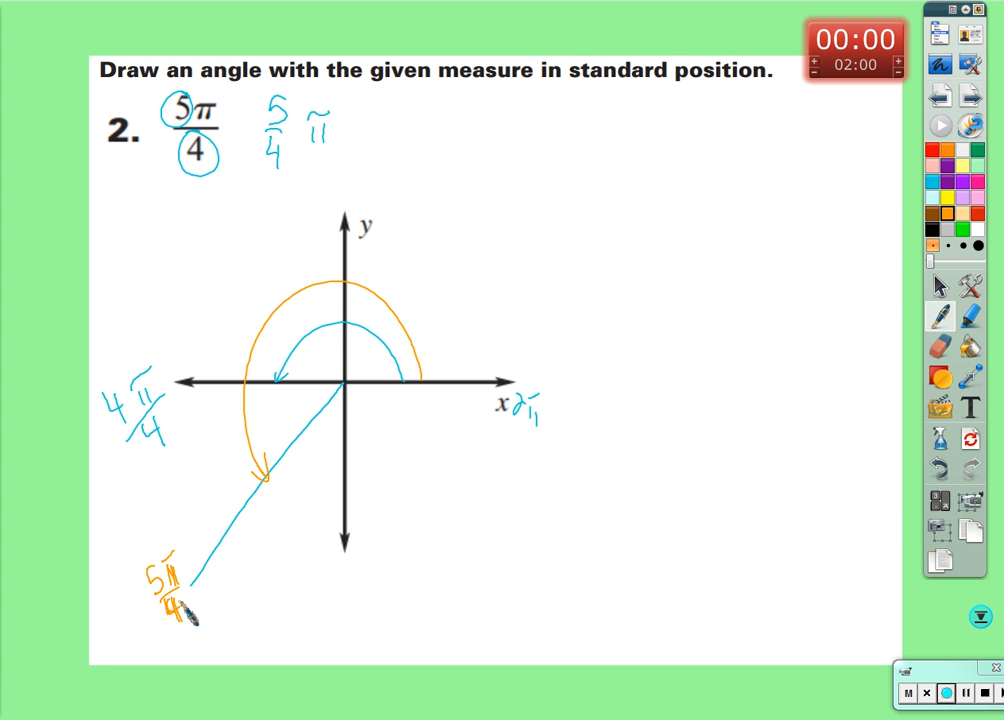 00:00
02:00
Draw an angle with the given measure in standard position.
2. 5π/4 5/4 π
y
4π/4
x 2π
5π/4
T
M